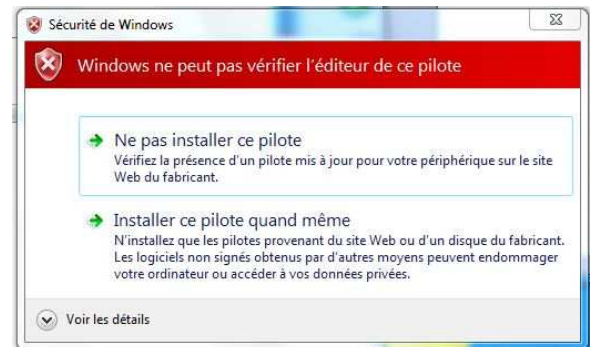 Sécurité de Windows
Windows ne peut pas vérifier l'éditeur de ce pilote
Ne pas installer ce pilote
Vérifiez la présence d'un pilote mis à jour pour votre périphérique sur le site
Web du fabricant.
Installer ce pilote quand même
N'installez que les pilotes provenant du site Web ou d'un disque du fabricant.
Les logiciels non signés obtenus par d'autres moyens peuvent endommager
votre ordinateur ou accéder à vos données privées.
Voir les détails